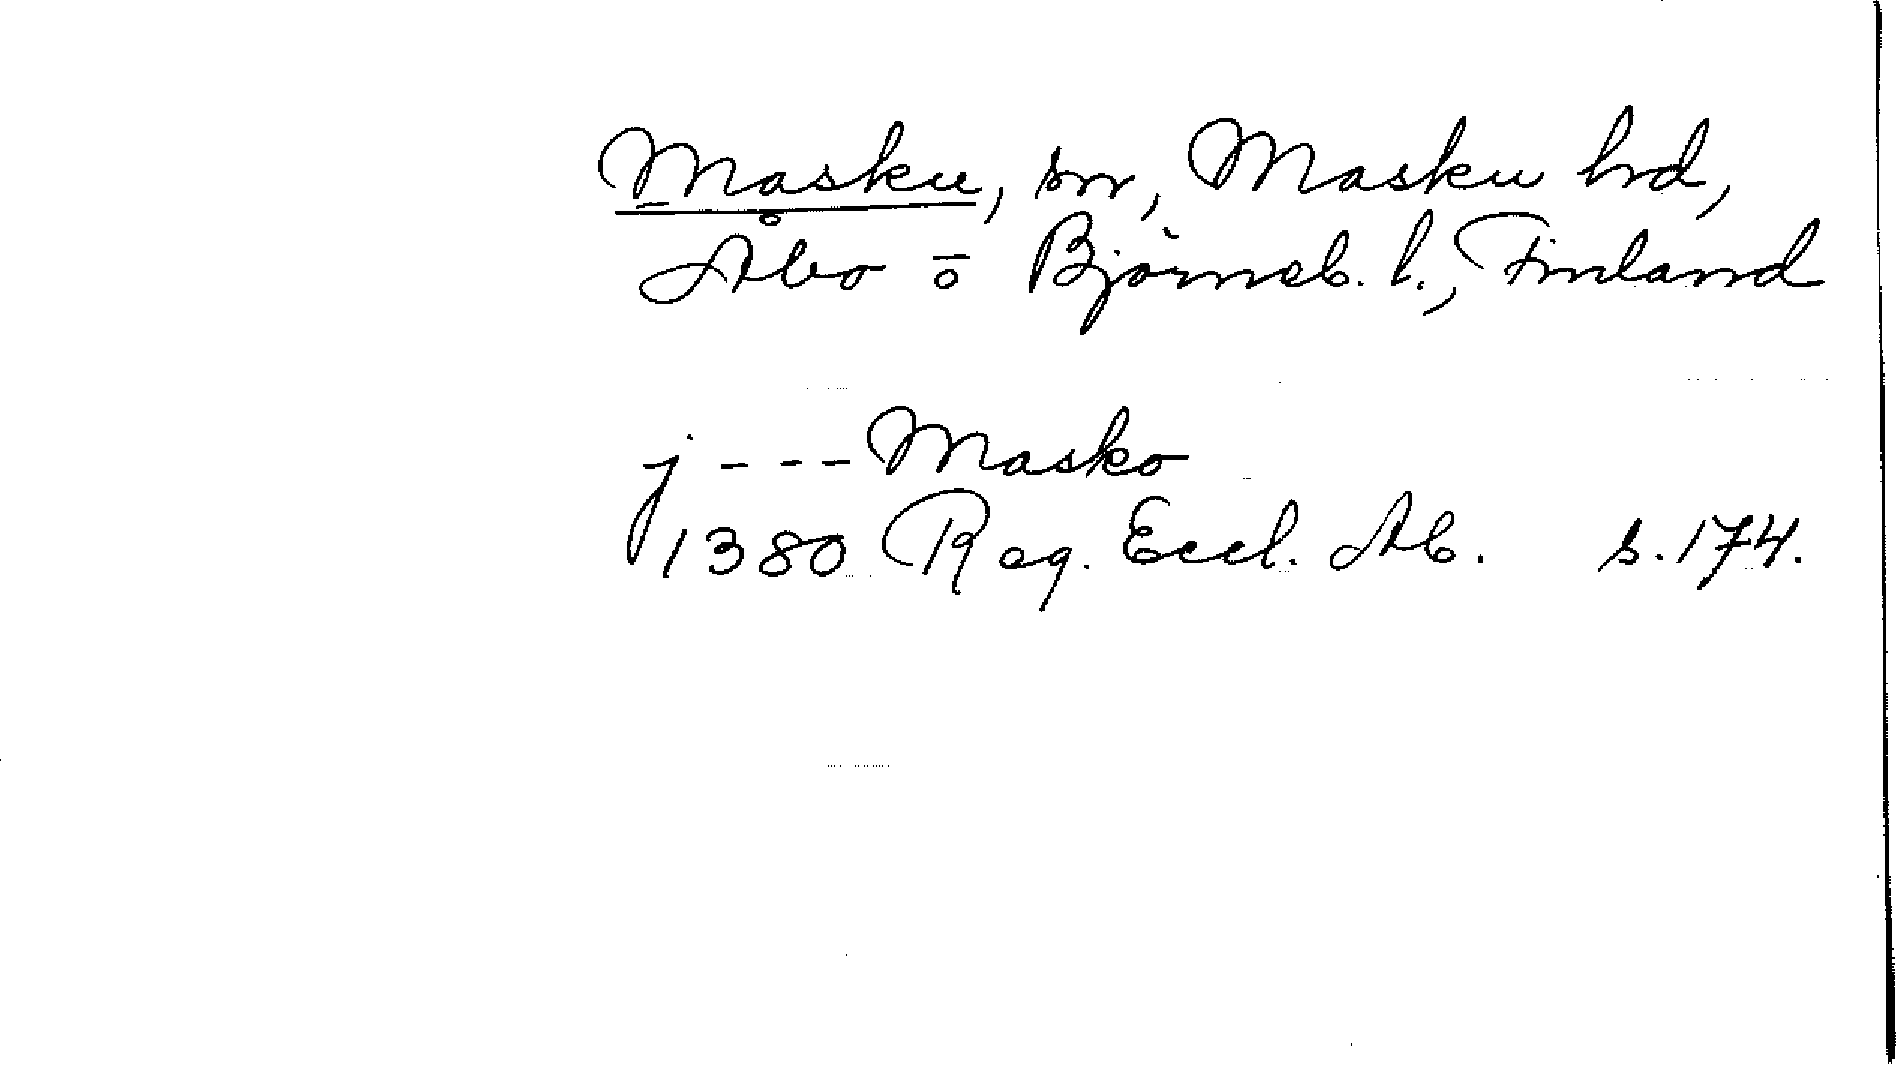 Masku, sn, Masku hd,
Åbo o Björneb. l., Finland
j - - - Masko
1380 Reg. Eccl. Ab. s. 174.